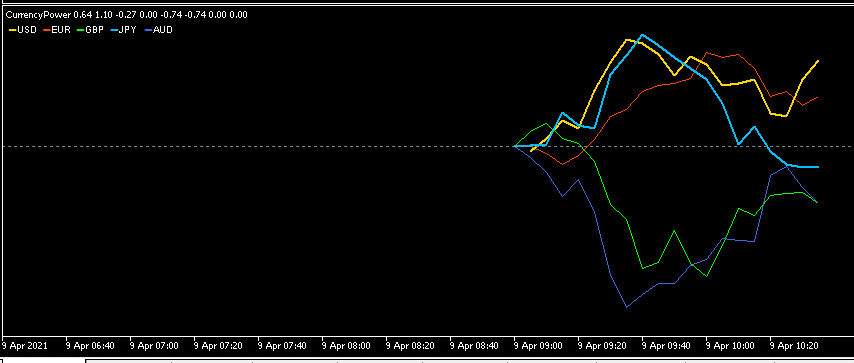 CurrencyPower 0.64 1.10 -0.27 0.00 -0.74 -0.74 0.00 0.00
USD EUR GBP JPY AUD
9 Apr 2021 9 Apr 06:40 9 Apr 07:00 9 Apr 07:20 9 Apr 07:40 9 Apr 08:00 9 Apr 08:20 9 Apr 08:40 9 Apr 09:00 9 Apr 09:20 9 Apr 09:40 9 Apr 10:00 9 Apr 10:20